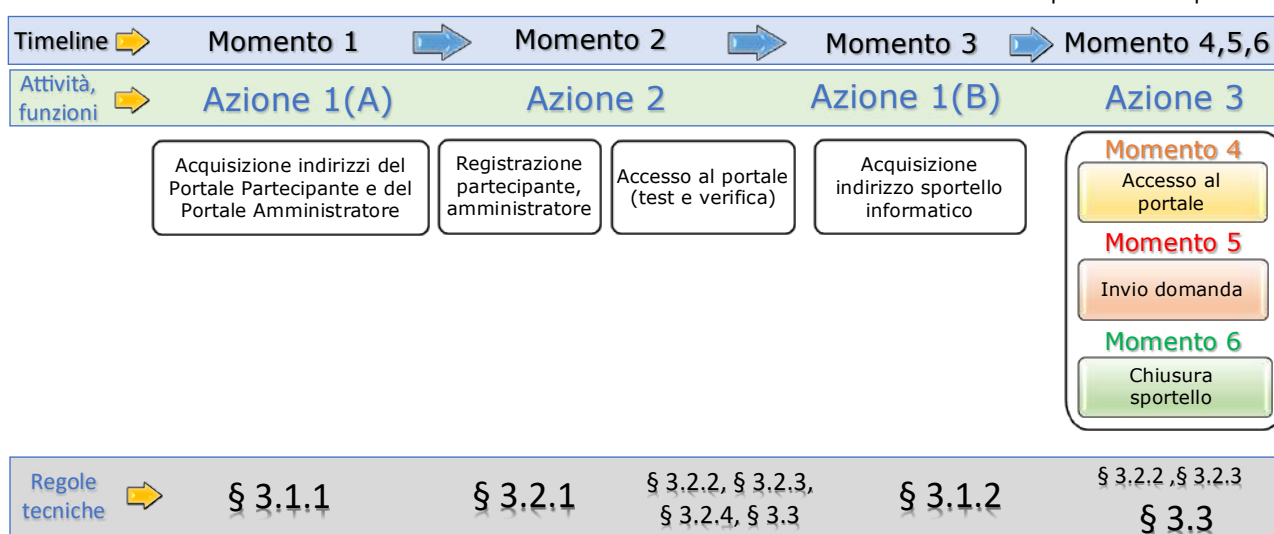 Timeline
Momento 1
Momento 2
Momento 3
Momento 4,5,6
Attività,
funzioni
Azione 1(A)
Azione 2
Azione 1(B)
Azione 3
Acquisizione indirizzi del
Portale Partecipante e del
Portale Amministratore
Registrazione
partecipante,
amministratore
Accesso al portale
(test e verifica)
Acquisizione
indirizzo sportello
informatico
Momento 4
Accesso al
portale
Momento 5
Invio domanda
Momento 6
Chiusura
sportello
Regole
tecniche
§ 3.1.1
§ 3.2.1
§ 3.2.2, § 3.2.3,
§ 3.2.4, § 3.3
§ 3.1.2
§ 3.2.2 ,§ 3.2.3
§ 3.3